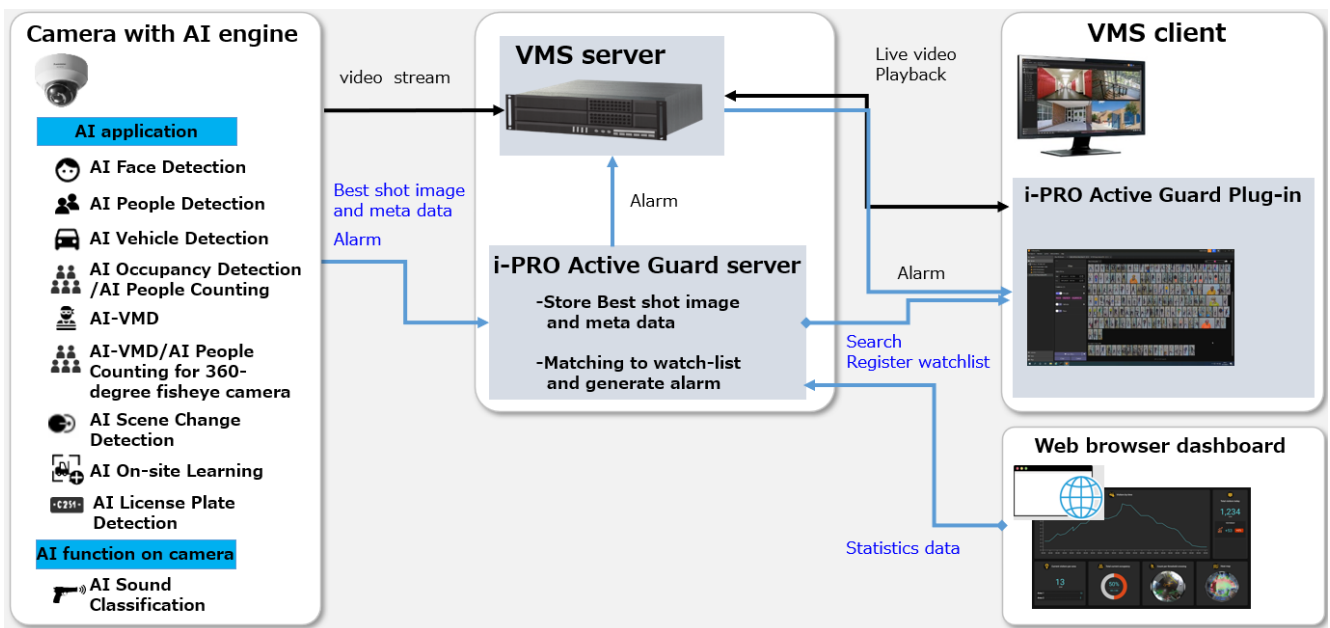 Camera with AI engine
AI application
AI Face Detection
AI People Detection
AI Vehicle Detection
AI Occupancy Detection
/AI People Counting
AI-VMD
AI-VMD/AI People
Counting for 360-
degree fisheye camera
AI Scene Change
Detection
AI On-site Learning
·C251·
AI License Plate
Detection
AI function on camera
AI Sound
Classification
video stream
Best shot image
and meta data
Alarm
VMS server
Alarm
i-PRO Active Guard server
-Store Best shot image
and meta data
-Matching to watch-list
and generate alarm
Live video
Playback
Alarm
Search
Register watchlist
Statistics data
VMS client
i-PRO Active Guard Plug-in
Web browser dashboard
1,234
13
50%